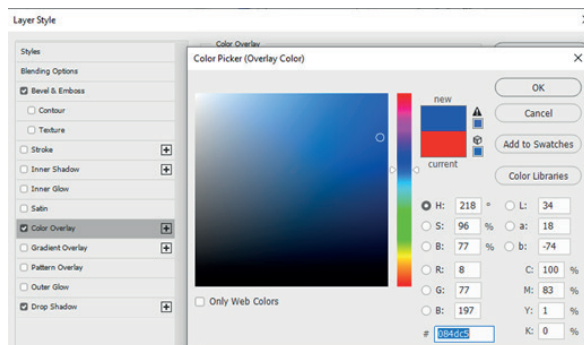 Layer Style
Styles
Blending Options
Bevel & Emboss
Contour
Texture
Stroke
Inner Shadow
Inner Glow
Satin
Color Overlay
Gradient Overlay
Pattern Overlay
Outer Glow
Drop Shadow
Color Overlay
Color Picker (Overlay Color)
new
current
OK
Cancel
Add to Swatches
Color Libraries
H: 218 ° L: 34
S: 96 % a: 18
B: 77 % b: -74
R: 8 C: 100 %
G: 77 M: 83 %
B: 197 Y: 1 %
# 084dc5 K: 0 %
Only Web Colors